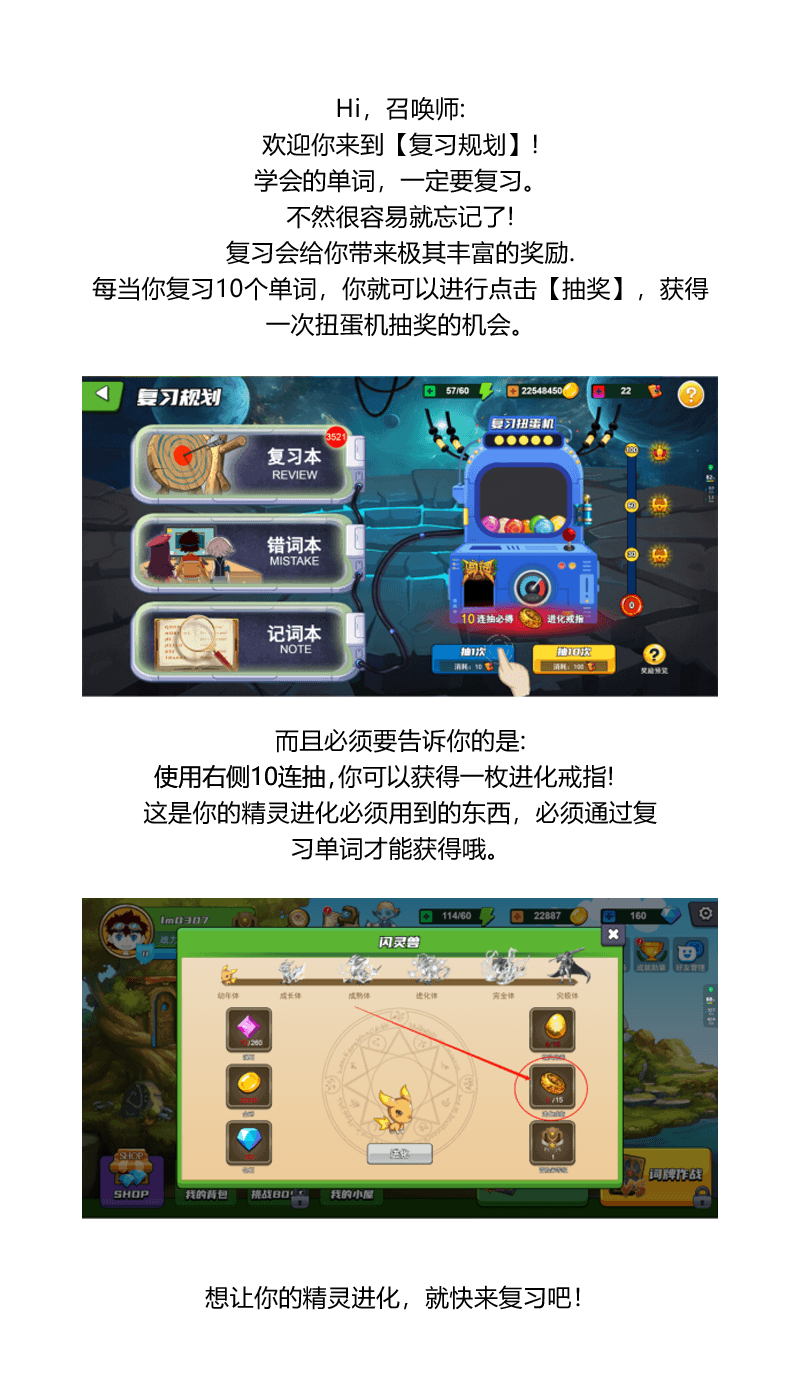 Hi，召唤师:
欢迎你来到【复习规划】!
学会的单词，一定要复习。
不然很容易就忘记了!
复习会给你带来极其丰富的奖励.
每当你复习10个单词，你就可以进行点击【抽奖】，获得
一次扭蛋机抽奖的机会。
复习规划
57/60
22548450
22
?
3521
复习本
REVIEW
错词本
MISTAKE
记词本
NOTE
复习扭蛋机
100
0
10连抽必得
进化戒指
抽1次
消耗：10
抽10次
消耗：100
?
奖励预览
而且必须要告诉你的是:
使用右侧10连抽,你可以获得一枚进化戒指!
这是你的精灵进化必须用到的东西，必须通过复
习单词才能获得哦。
1m0307
114/60
22887
160
闪灵兽
幼年体
成长体
成熟体
进化体
完全体
究极体
/260
/15
1
进化
成就勋章
好友管理
SHOP
SHOP
我的背包
我的小屋
词牌作战
想让你的精灵进化，就快来复习吧!